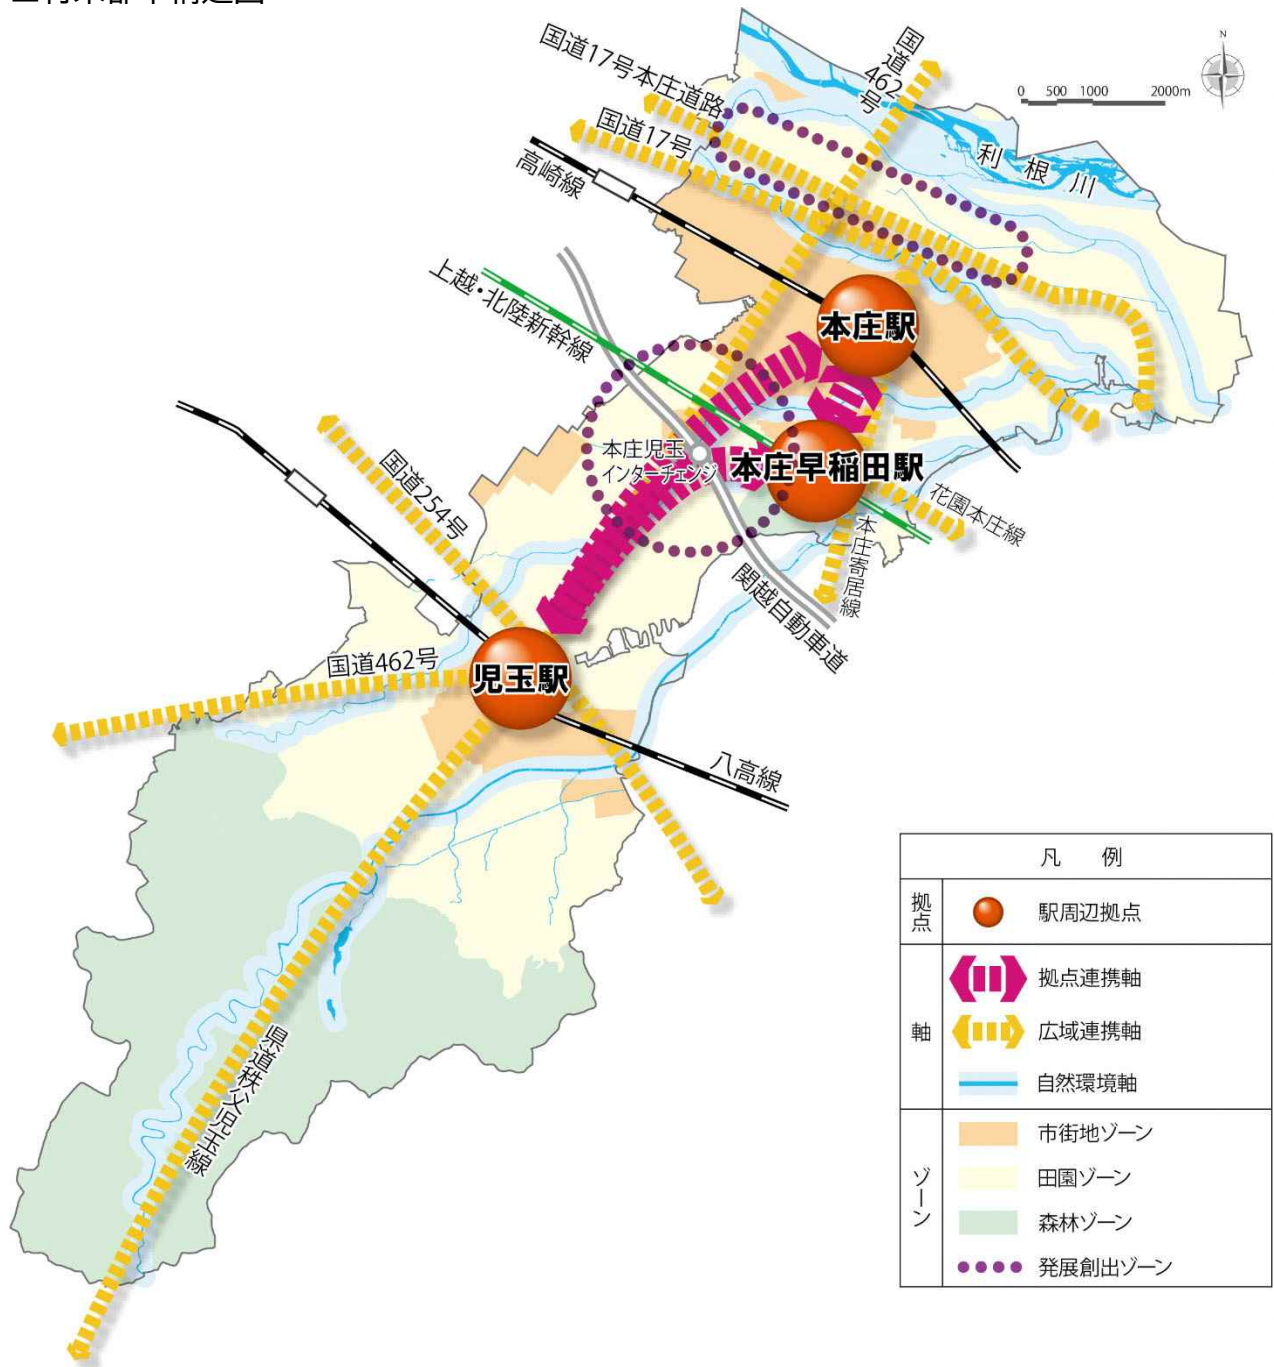 将来都市構造図
国道17号本庄道路
国道462号
国道17号
高崎線
利根川
N
0 500 1000 2000m
上越・北陸新幹線
本庄駅
本庄児玉
インターチェンジ
本庄早稲田駅
花園本庄線
本庄寄居線
関越自動車道
国道254号
国道462号
児玉駅
八高線
県道秩父児玉線
凡例
拠点
駅周辺拠点
軸
拠点連携軸
広域連携軸
自然環境軸
ゾーン
市街地ゾーン
田園ゾーン
森林ゾーン
発展創出ゾーン